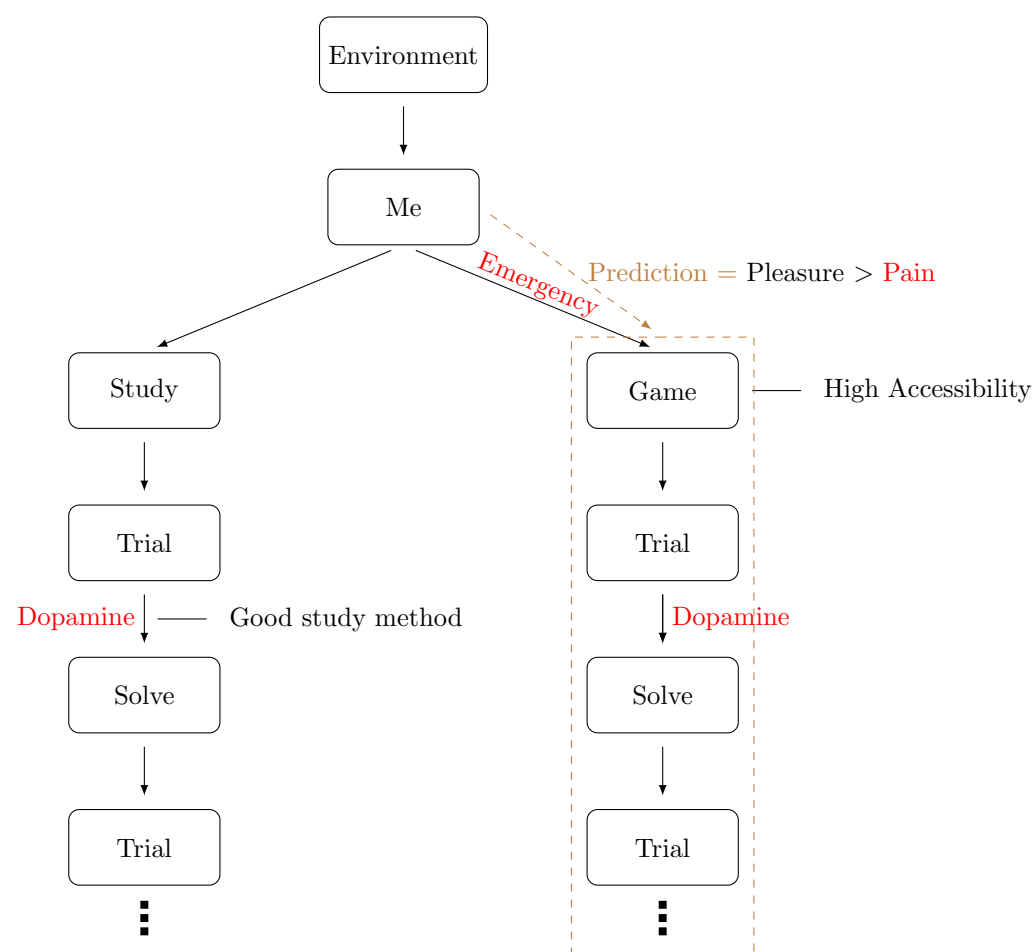 Environment
Me
Emergency
Prediction = Pleasure > Pain
Study
Game
High Accessibility
Trial
Trial
Dopamine
Good study method
Dopamine
Solve
Solve
Trial
Trial